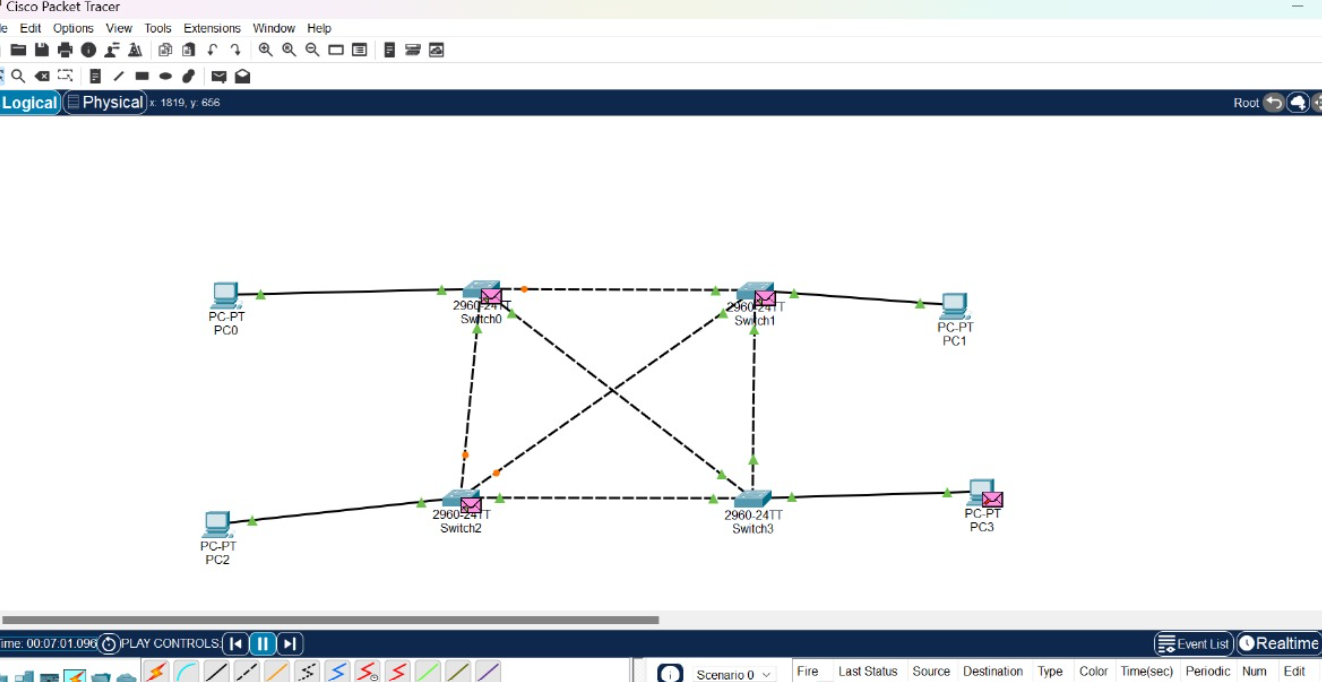 Cisco Packet Tracer
Edit Options View Tools Extensions Window Help
Logical Physical x: 1819, y: 656 Root
2960-24TT
Switch0
2960-24TT
Switch1
PC-PT
PC0
PC-PT
PC1
2960-24TT
Switch2
2960-24TT
Switch3
PC-PT
PC3
PC-PT
PC2
ime: 00:07:01.096 PLAY CONTROLS: Event List Realtime
Scenario 0 Fire Last Status Source Destination Type Color Time(sec) Periodic Num Edit